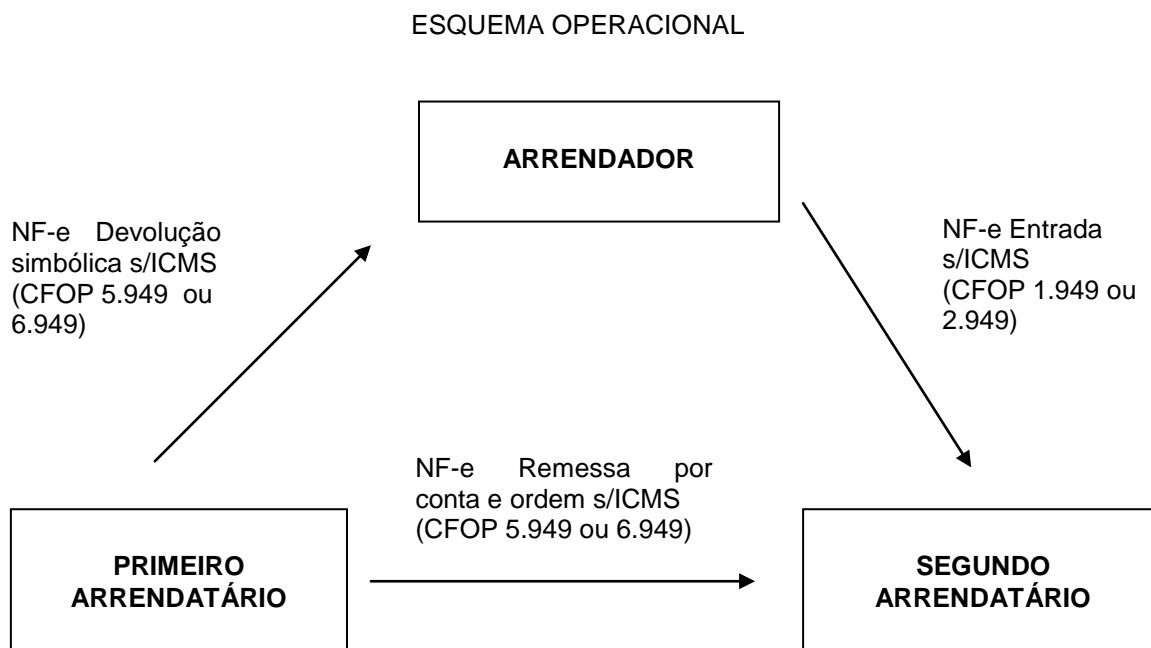 ESQUEMA OPERACIONAL
ARRENDADOR
NF-e Devolução
simbólica s/ICMS
(CFOP 5.949 ou
6.949)
NF-e Entrada
s/ICMS
(CFOP 1.949 ou
2.949)
NF-e Remessa por
conta e ordem s/ICMS
(CFOP 5.949 ou 6.949)
PRIMEIRO
ARRENDATÁRIO
SEGUNDO
ARRENDATÁRIO